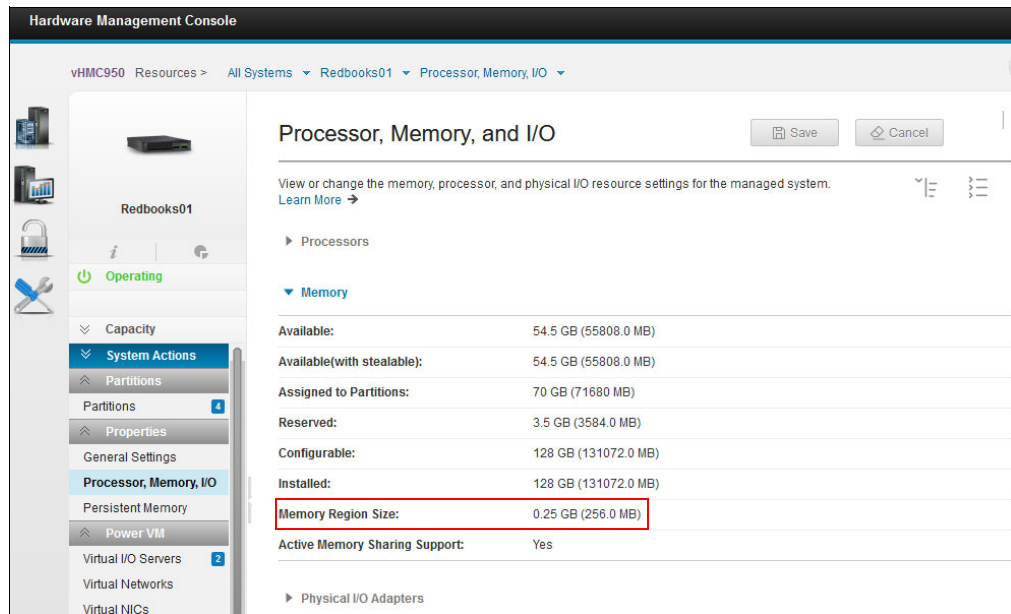 Hardware Management Console
vHMC950 Resources > All Systems Redbooks01 Processor, Memory, I/O
Redbooks01
i
Operating
Capacity
System Actions
Partitions
Partitions 4
Properties
General Settings
Processor, Memory, I/O
Persistent Memory
Power VM
Virtual I/O Servers 2
Virtual Networks
Virtual NICs
Processor, Memory, and I/O
Save Cancel
View or change the memory, processor, and physical I/O resource settings for the managed system.
Learn More →
Processors
Memory
Available: 54.5 GB (55808.0 MB)
Available(with stealable): 54.5 GB (55808.0 MB)
Assigned to Partitions: 70 GB (71680 MB)
Reserved: 3.5 GB (3584.0 MB)
Configurable: 128 GB (131072.0 MB)
Installed: 128 GB (131072.0 MB)
Memory Region Size: 0.25 GB (256.0 MB)
Active Memory Sharing Support: Yes
Physical I/O Adapters